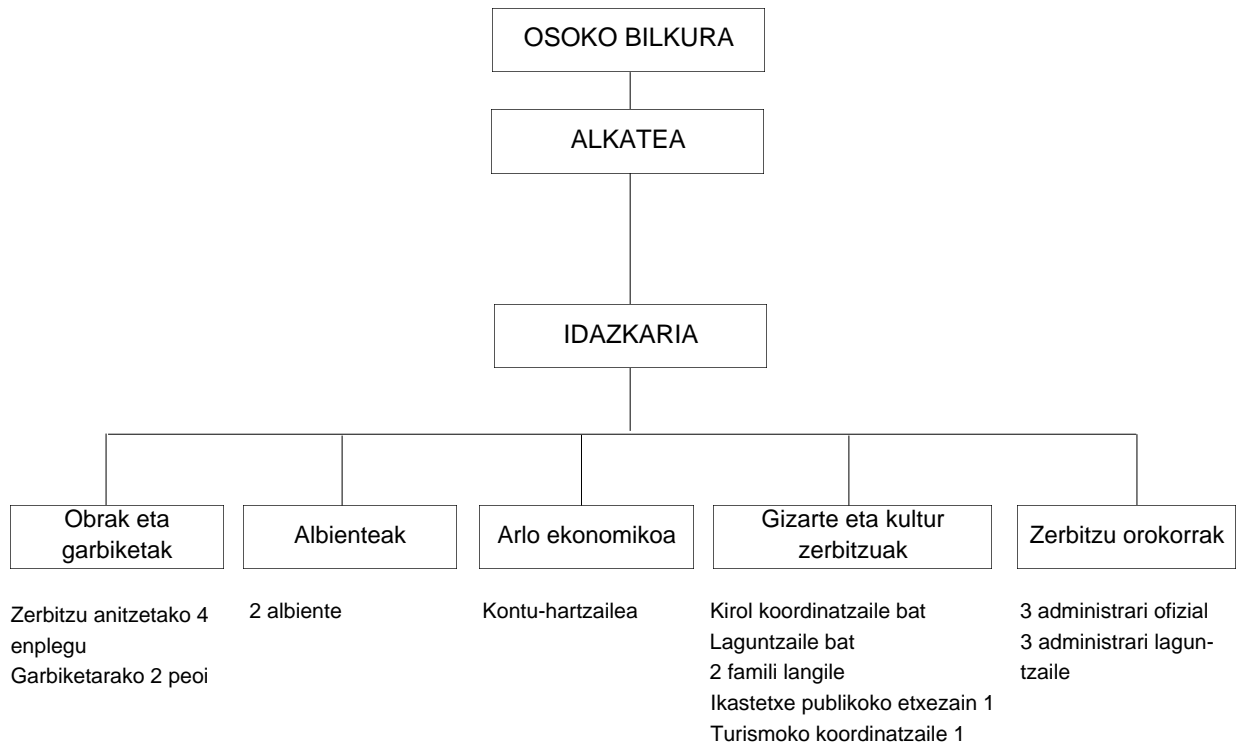 OSOKO BILKURA
ALKATEA
IDAZKARIA
Obrak eta
garbiketak
Albienteak
Arlo ekonomikoa
Gizarte eta kultur
zerbitzuak
Zerbitzu orokorrak
Zerbitzu anitzetako 4
enplegu
Garbiketarako 2 peoi
2 albiente
Kontu-hartzailea
Kirol koordinatzaile bat
Laguntzaile bat
2 famili langile
Ikastetxe publikoko etxezain 1
Turismoko koordinatzaile 1
3 administrari ofizial
3 administrari lagun-
tzaile